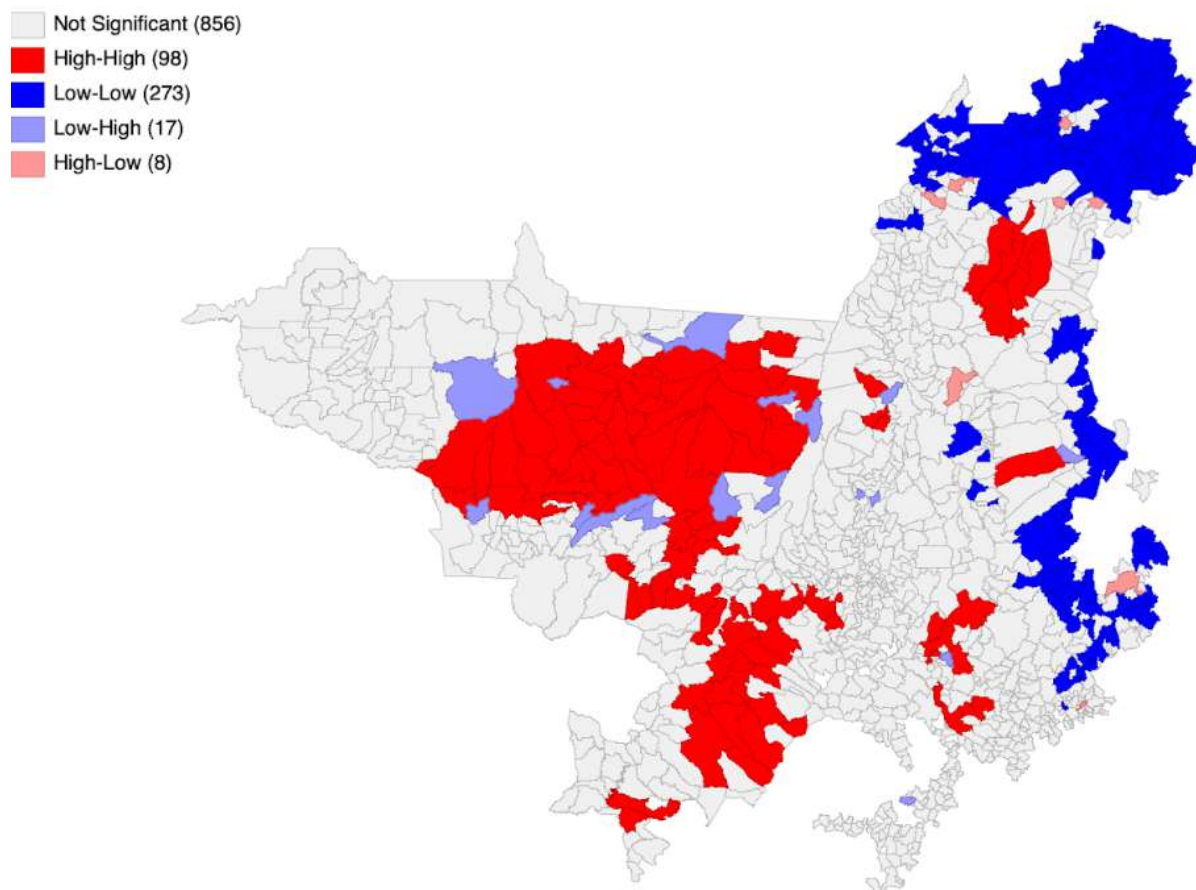 Not Significant (856)
High-High (98)
Low-Low (273)
Low-High (17)
High-Low (8)